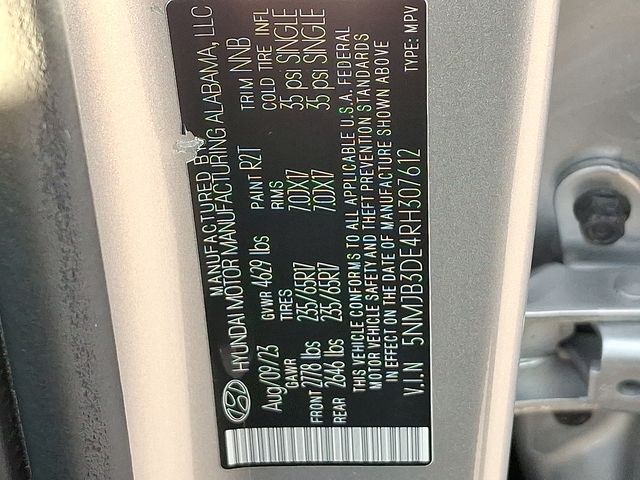 MANUFACTURED BY
HYUNDAI MOTOR MANUFACTURING ALABAMA, LLC
Aug/09/23 GVWR 4629 lbs PAINT R2T TRIM NNB
GAWR TIRES RIMS COLD TIRE INFL
FRONT 2778 lbs 235/65R17 7.0JX17 35 psi SINGLE
REAR 2646 lbs 235/65R17 7.0JX17 35 psi SINGLE
THIS VEHICLE CONFORMS TO ALL APPLICABLE U.S.A. FEDERAL
MOTOR VEHICLE SAFETY AND THEFT PREVENTION STANDARDS
IN EFFECT ON THE DATE OF MANUFACTURE SHOWN ABOVE
V.I.N 5NMJB3DE4RH307612 TYPE: MPV